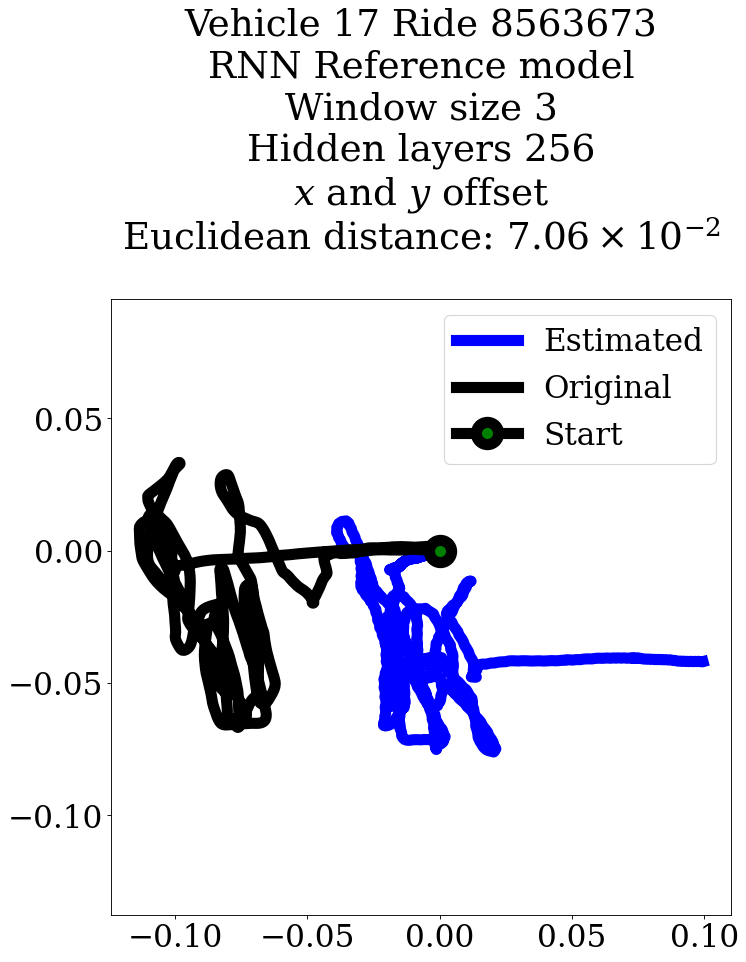 Vehicle 17 Ride 8563673
RNN Reference model
Window size 3
Hidden layers 256
x and y offset
Euclidean distance: 7.06 × 10⁻²
Estimated
Original
Start
0.05
0.00
−0.05
−0.10
−0.10 −0.05 0.00 0.05 0.10